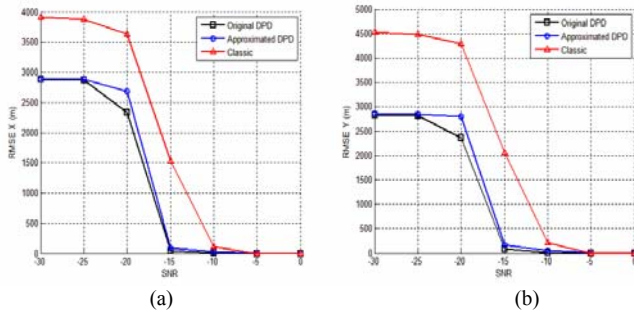 4000
3500
3000
2500
2000
1500
1000
500
0
RMSE X (m)
-30 -25 -20 -15 -10 -5 0
SNR
Original DPD
Approximated DPD
Classic
(a)
5000
4500
4000
3500
3000
2500
2000
1500
1000
500
0
RMSE Y (m)
-30 -25 -20 -15 -10 -5 0
SNR
Original DPD
Approximated DPD
Classic
(b)